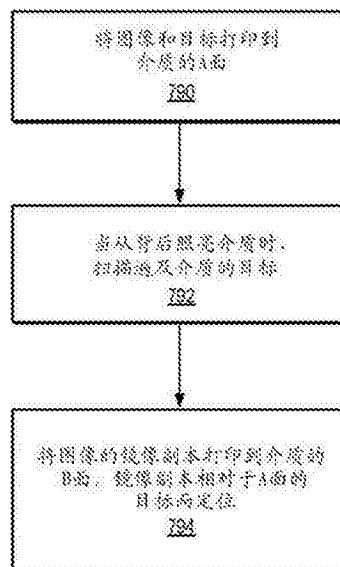 将图像和目标打印到
介质的A面
790
当从背后照亮介质时，
扫描遍及介质的目标
792
将图像的镜像副本打印到介质的
B面，镜像副本相对于A面的
目标而定位
794